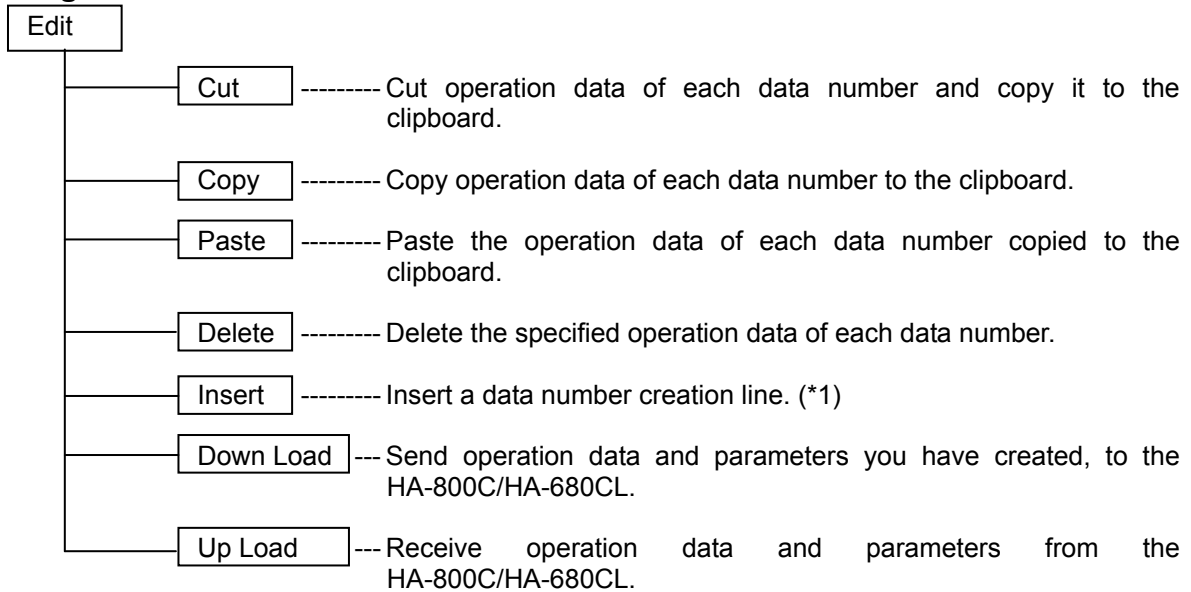 Edit
Cut --------- Cut operation data of each data number and copy it to the
clipboard.
Copy --------- Copy operation data of each data number to the clipboard.
Paste --------- Paste the operation data of each data number copied to the
clipboard.
Delete --------- Delete the specified operation data of each data number.
Insert --------- Insert a data number creation line. (*1)
Down Load --- Send operation data and parameters you have created, to the
HA-800C/HA-680CL.
Up Load --- Receive operation data and parameters from the
HA-800C/HA-680CL.